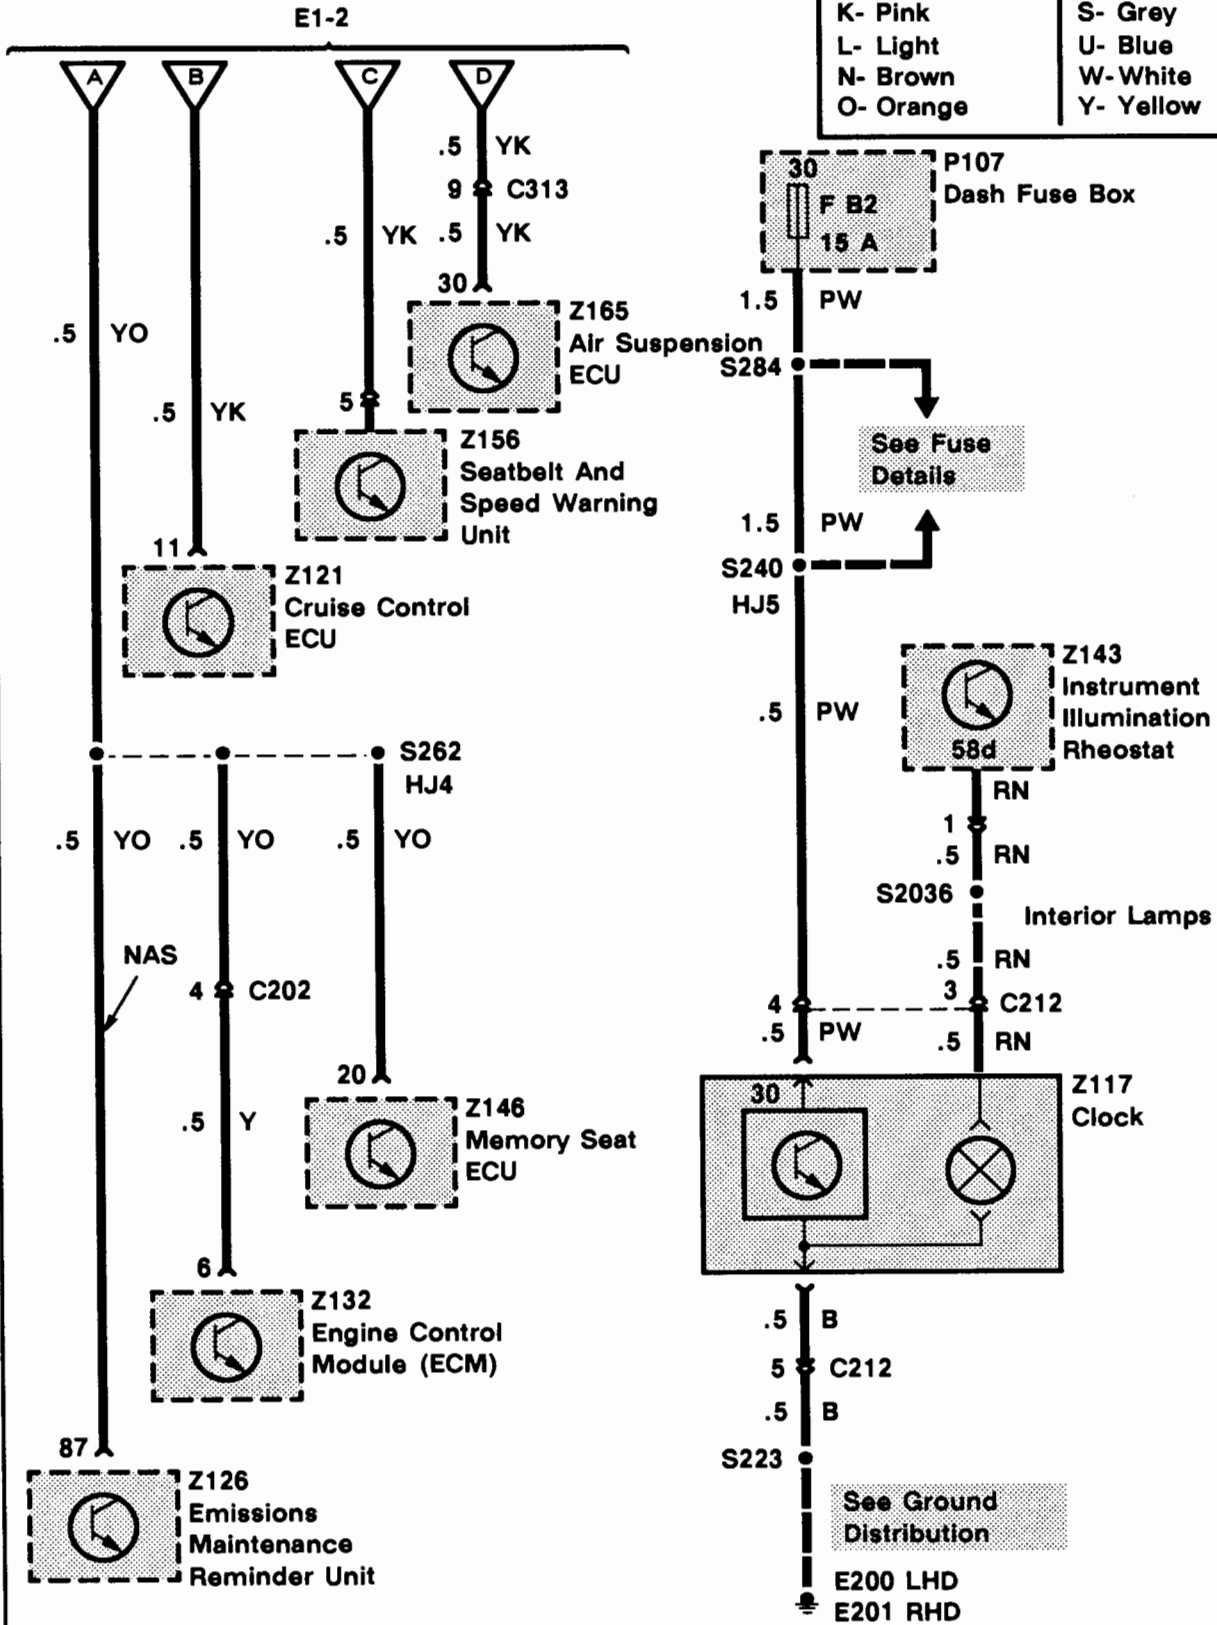 E1-2
K- Pink
L- Light
N- Brown
O- Orange
S- Grey
U- Blue
W- White
Y- Yellow
A
B
C
D
.5 YK
9 C313
.5 YK
.5 YK
30
Z165
Air Suspension
ECU
.5 YO
.5 YK
5
Z156
Seatbelt And
Speed Warning
Unit
11
Z121
Cruise Control
ECU
S262
HJ4
.5 YO
.5 YO
.5 YO
NAS
4 C202
20
Z146
Memory Seat
ECU
.5 Y
6
Z132
Engine Control
Module (ECM)
87
Z126
Emissions
Maintenance
Reminder Unit
30
F B2
15 A
P107
Dash Fuse Box
1.5 PW
S284
See Fuse
Details
1.5 PW
S240
HJ5
.5 PW
Z143
Instrument
Illumination
Rheostat
58d
RN
1
.5 RN
S2036
Interior Lamps
.5 RN
4
3 C212
.5 PW
.5 RN
30
Z117
Clock
.5 B
5 C212
.5 B
S223
See Ground
Distribution
E200 LHD
E201 RHD